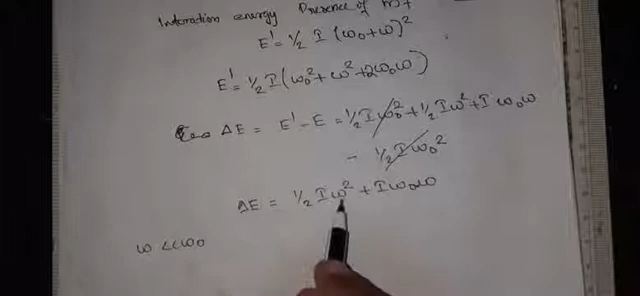 Interaction energy Presence of M.F
E' = 1/2 I (ω₀+ω)²
E' = 1/2 I (ω₀²+ω²+2ω₀ω)
ΔE = E' - E = 1/2 I ω₀² + 1/2 I ω² + I ω₀ω
- 1/2 I ω₀²
ΔE = 1/2 I ω² + I ω₀ω
ω <<ω₀